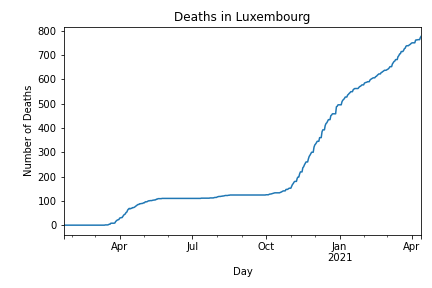 Deaths in Luxembourg
800
700
600
500
400
300
200
100
0
Number of Deaths
Apr
Jul
Oct
Jan
2021
Apr
Day